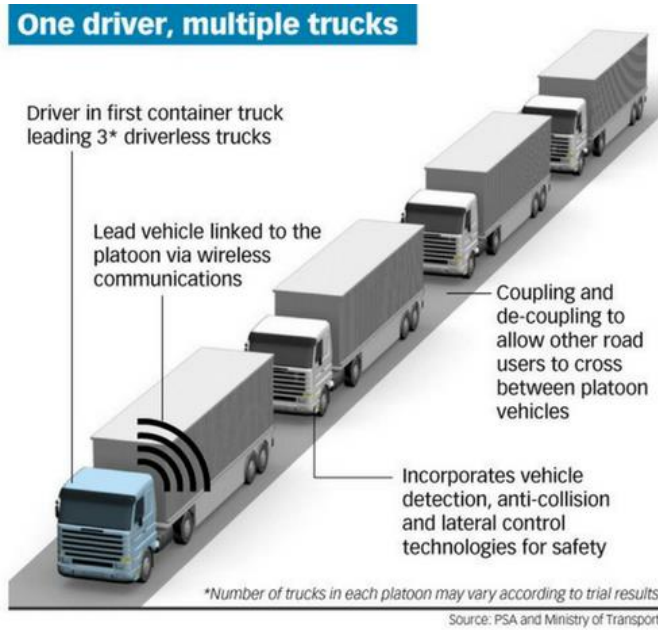 One driver, multiple trucks
Driver in first container truck
leading 3* driverless trucks
Lead vehicle linked to the
platoon via wireless
communications
Coupling and
de-coupling to
allow other road
users to cross
between platoon
vehicles
Incorporates vehicle
detection, anti-collision
and lateral control
technologies for safety
*Number of trucks in each platoon may vary according to trial results
Source: PSA and Ministry of Transport